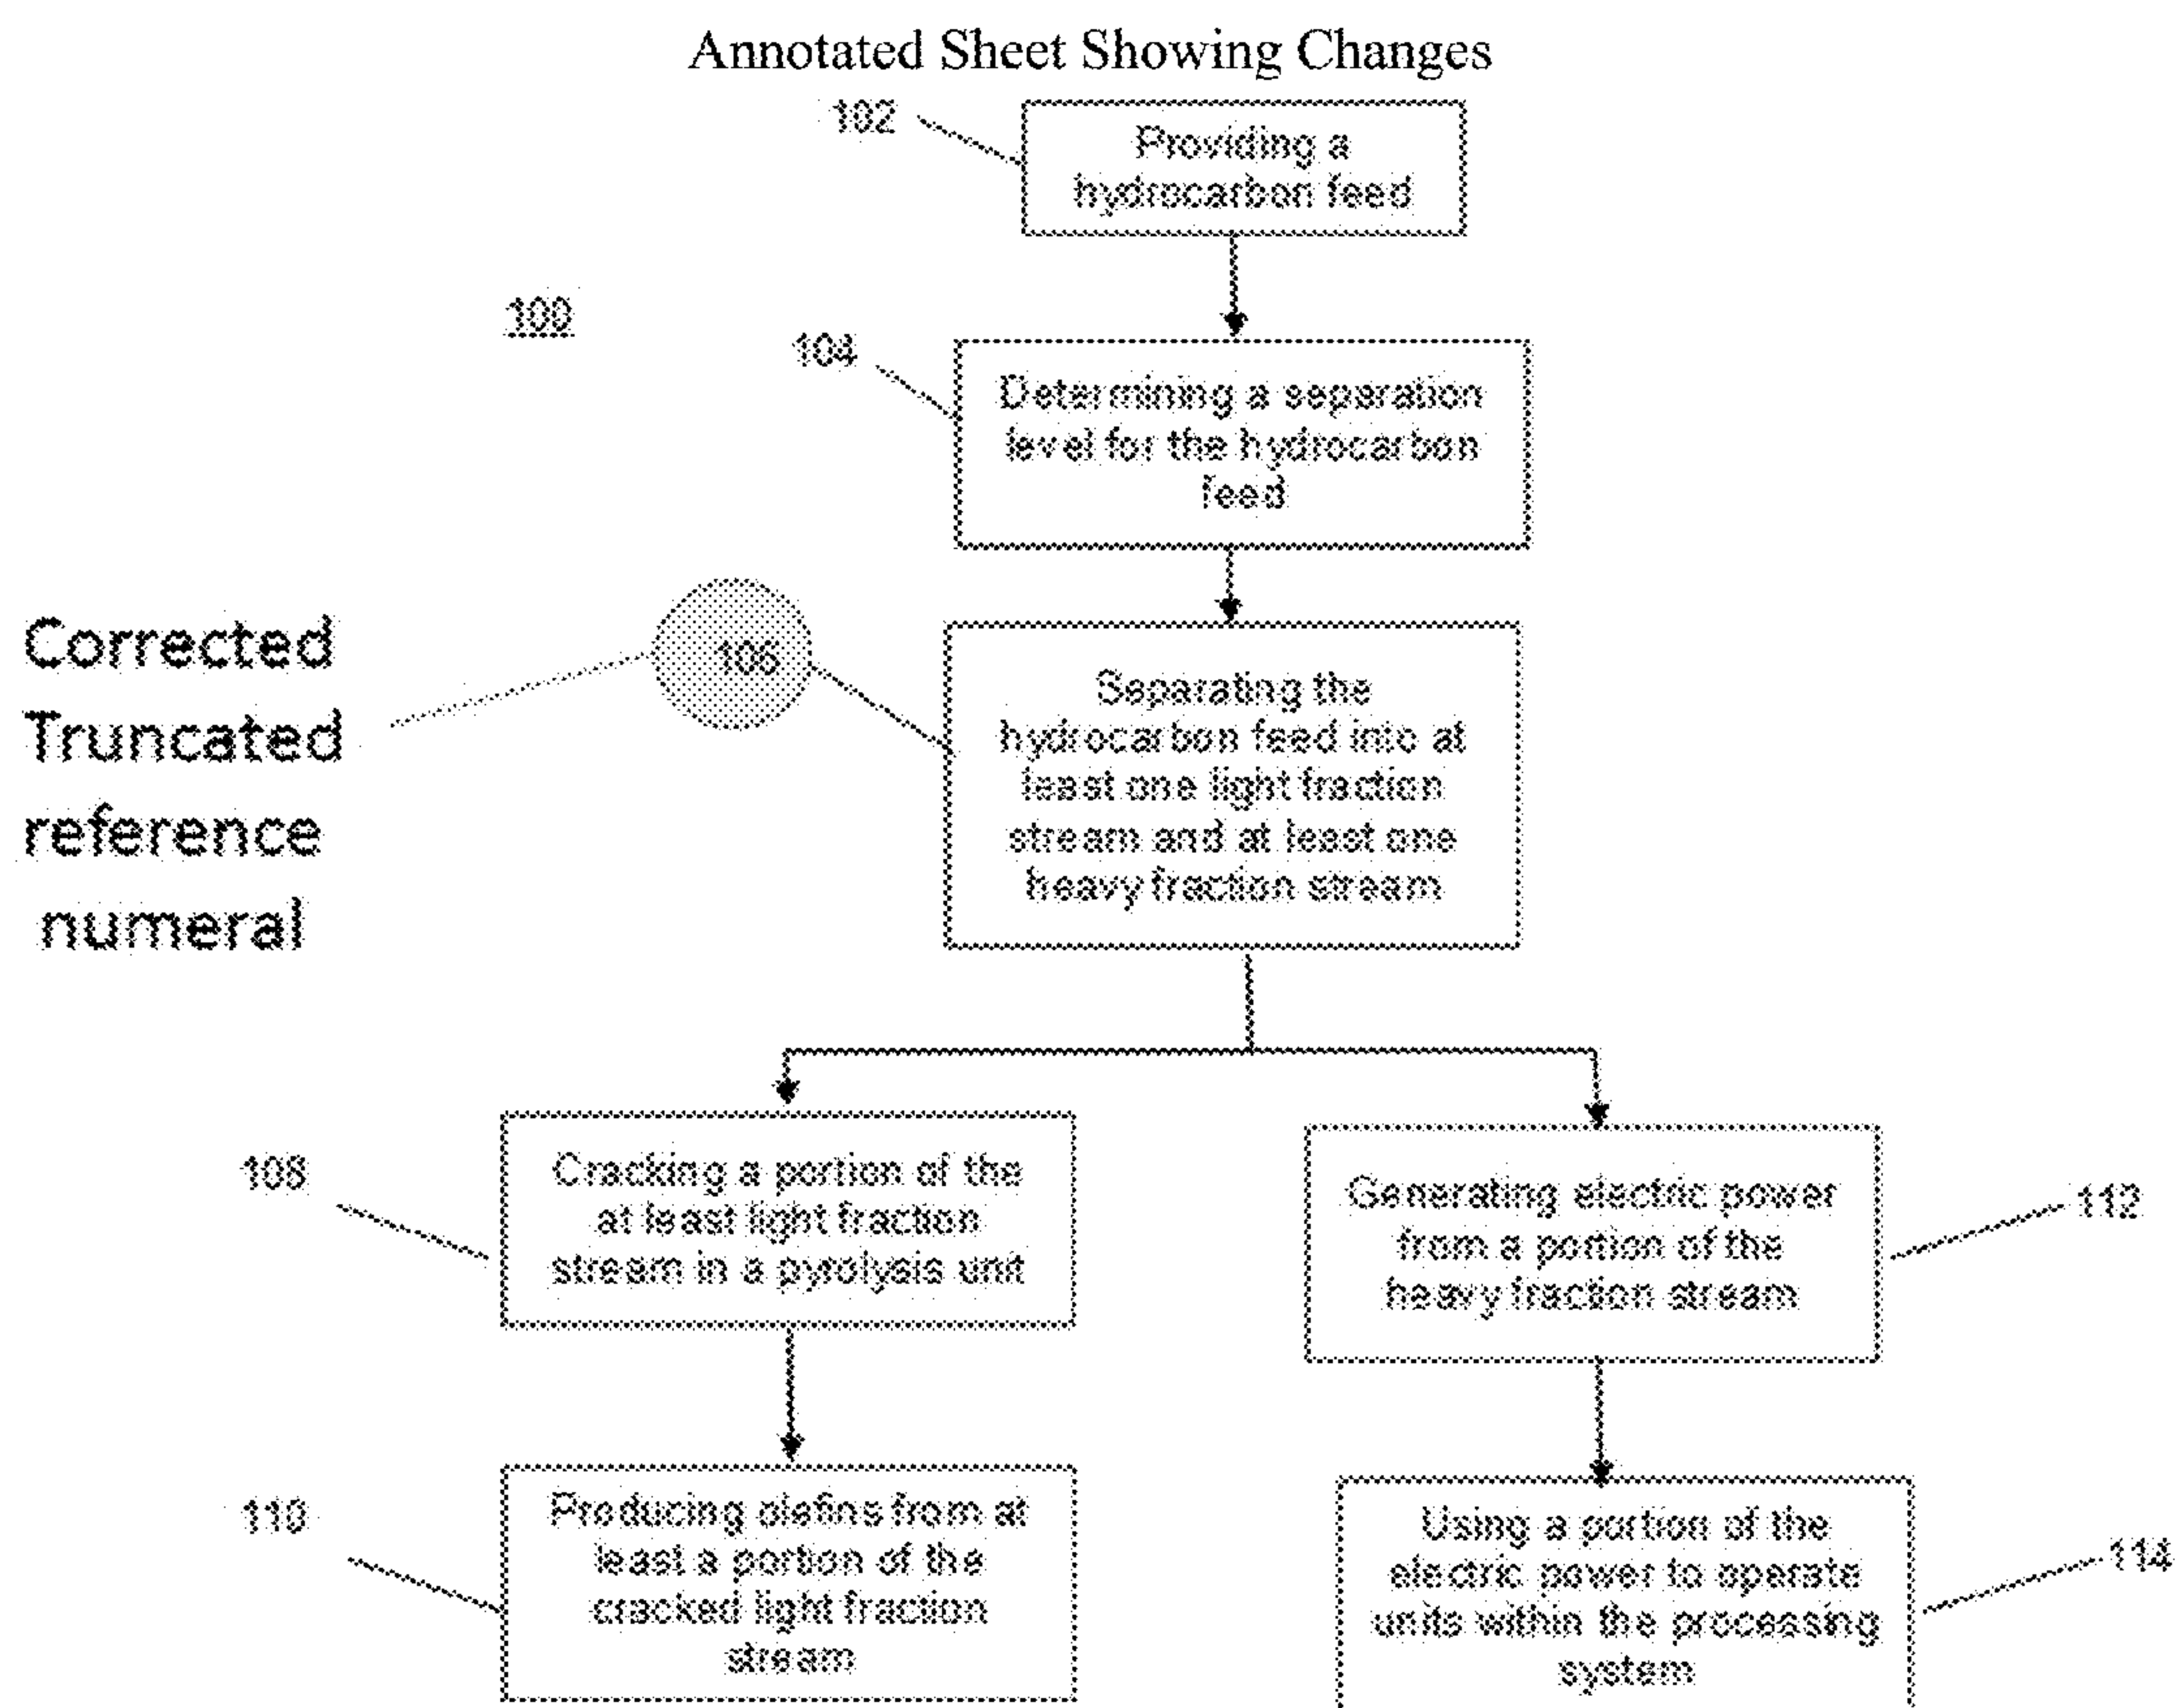 Annotated Sheet Showing Changes
102
Providing a
hydrocarbon feed
100
104
Determining a separation
level for the hydrocarbon
feed
Corrected
Truncated
reference
numeral
106
Separating the
hydrocarbon feed into at
least one light fraction
stream and at least one
heavy fraction stream
108
Cracking a portion of the
at least light fraction
stream in a pyrolysis unit
Generating electric power
from a portion of the
heavy fraction stream
112
110
Producing olefins from at
least a portion of the
cracked light fraction
stream
Using a portion of the
electric power to operate
units within the processing
system
114